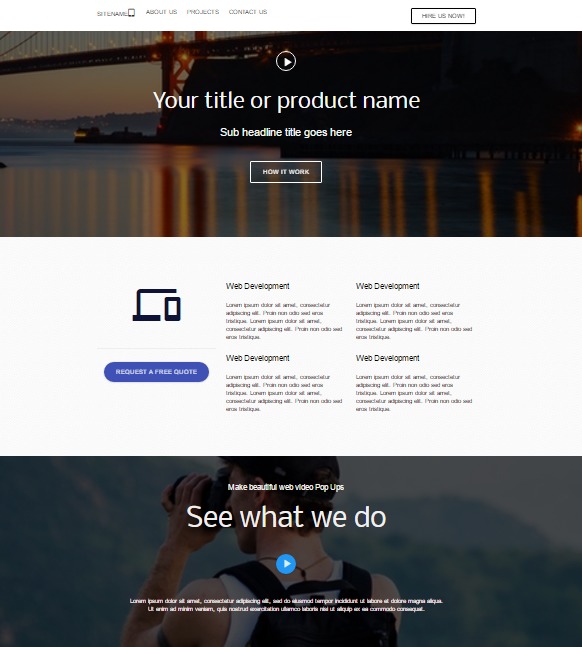 SITENAME ABOUT US PROJECTS CONTACT US HIRE US NOW!
Your title or product name
Sub headline title goes here
HOW IT WORK
Web Development
Lorem ipsum dolor sit amet, consectetur
adipiscing elit. Proin non odio sed eros
tristique. Lorem ipsum dolor sit amet,
consectetur adipiscing elit. Proin non odio sed
eros tristique.
Web Development
Lorem ipsum dolor sit amet, consectetur
adipiscing elit. Proin non odio sed eros
tristique. Lorem ipsum dolor sit amet,
consectetur adipiscing elit. Proin non odio sed
eros tristique.
REQUEST A FREE QUOTE
Web Development
Lorem ipsum dolor sit amet, consectetur
adipiscing elit. Proin non odio sed eros
tristique. Lorem ipsum dolor sit amet,
consectetur adipiscing elit. Proin non odio sed
eros tristique.
Web Development
Lorem ipsum dolor sit amet, consectetur
adipiscing elit. Proin non odio sed eros
tristique. Lorem ipsum dolor sit amet,
consectetur adipiscing elit. Proin non odio sed
eros tristique.
Make beautiful web video Pop Ups
See what we do
Lorem ipsum dolor sit amet, consectetur adipiscing elit, sed do eiusmod tempor incididunt ut labore et dolore magna aliqua.
Ut enim ad minim veniam, quis nostrud exercitation ullamco laboris nisi ut aliquip ex ea commodo consequat.